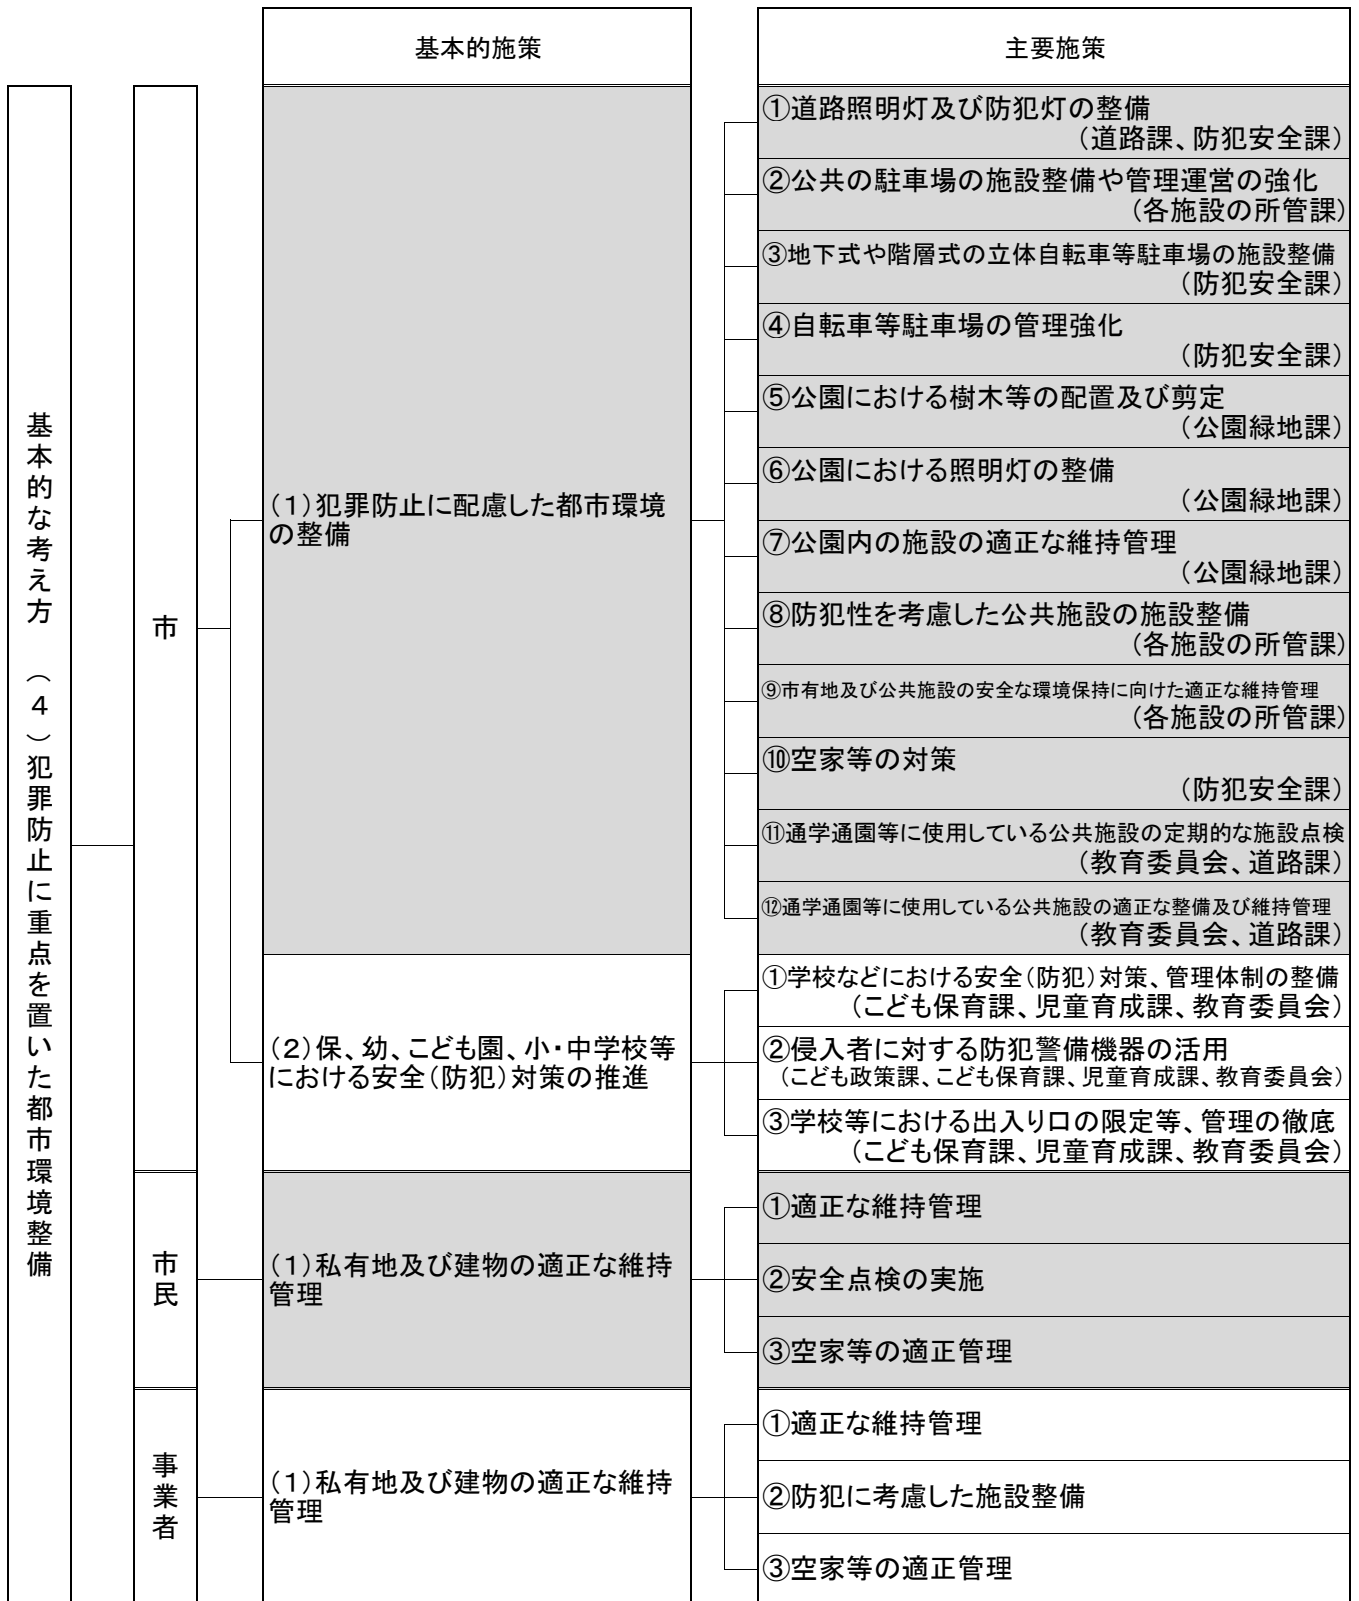 基本的施策
主要施策
基本的な考え方　（４）犯罪防止に重点を置いた都市環境整備
市
（１）犯罪防止に配慮した都市環境
の整備
①道路照明灯及び防犯灯の整備
（道路課、防犯安全課）
②公共の駐車場の施設整備や管理運営の強化
（各施設の所管課）
③地下式や階層式の立体自転車等駐車場の施設整備
（防犯安全課）
④自転車等駐車場の管理強化
（防犯安全課）
⑤公園における樹木等の配置及び剪定
（公園緑地課）
⑥公園における照明灯の整備
（公園緑地課）
⑦公園内の施設の適正な維持管理
（公園緑地課）
⑧防犯性を考慮した公共施設の施設整備
（各施設の所管課）
⑨市有地及び公共施設の安全な環境保持に向けた適正な維持管理
（各施設の所管課）
⑩空家等の対策
（防犯安全課）
⑪通学通園等に使用している公共施設の定期的な施設点検
（教育委員会、道路課）
⑫通学通園等に使用している公共施設の適正な整備及び維持管理
（教育委員会、道路課）
（２）保、幼、こども園、小・中学校等
における安全（防犯）対策の推進
①学校などにおける安全（防犯）対策、管理体制の整備
（こども保育課、児童育成課、教育委員会）
②侵入者に対する防犯警備機器の活用
（こども政策課、こども保育課、児童育成課、教育委員会）
③学校等における出入り口の限定等、管理の徹底
（こども保育課、児童育成課、教育委員会）
市民
（１）私有地及び建物の適正な維持
管理
①適正な維持管理
②安全点検の実施
③空家等の適正管理
事業者
（１）私有地及び建物の適正な維持
管理
①適正な維持管理
②防犯に考慮した施設整備
③空家等の適正管理